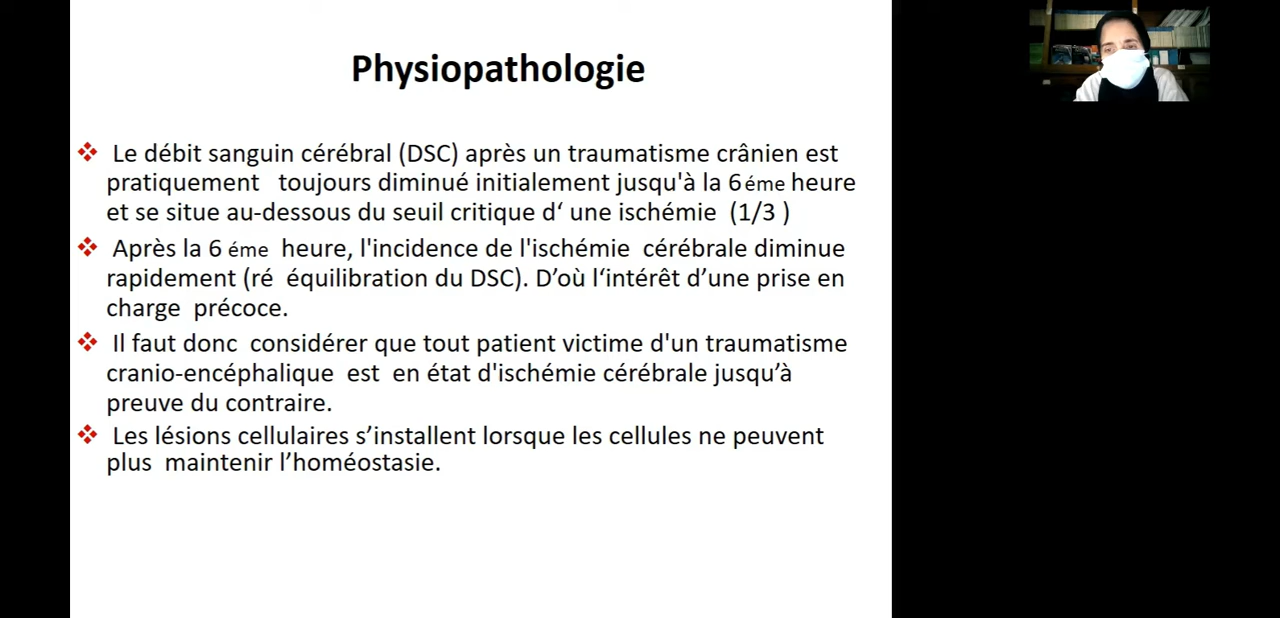 Physiopathologie
Le débit sanguin cérébral (DSC) après un traumatisme crânien est
pratiquement toujours diminué initialement jusqu'à la 6 éme heure
et se situe au-dessous du seuil critique d‘ une ischémie (1/3 )
Après la 6 éme heure, l'incidence de l'ischémie cérébrale diminue
rapidement (ré équilibration du DSC). D’où l‘intérêt d’une prise en
charge précoce.
Il faut donc considérer que tout patient victime d'un traumatisme
cranio-encéphalique est en état d'ischémie cérébrale jusqu’à
preuve du contraire.
Les lésions cellulaires s’installent lorsque les cellules ne peuvent
plus maintenir l’homéostasie.